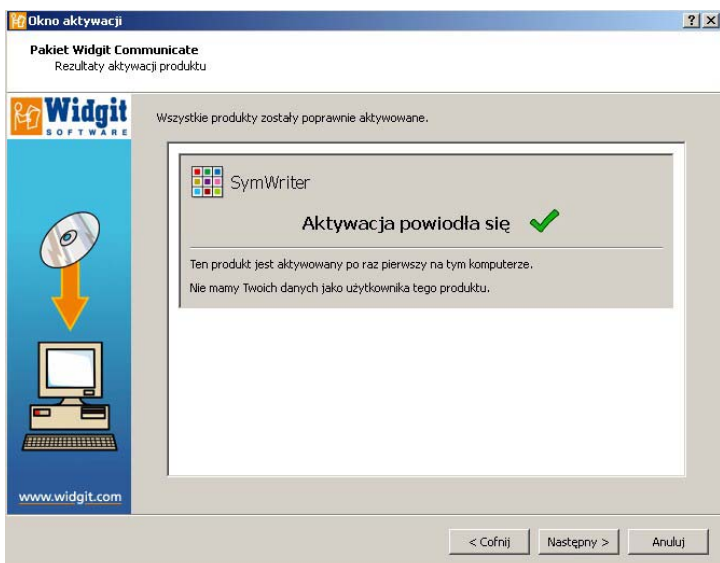 Okno aktywacji
Pakiet Widgit Communicate
Rezultaty aktywacji produktu
Widgit
SOFTWARE
Wszystkie produkty zostały poprawnie aktywowane.
SymWriter
Aktywacja powiodła się
Ten produkt jest aktywowany po raz pierwszy na tym komputerze.
Nie mamy Twoich danych jako użytkownika tego produktu.
www.widgit.com
< Cofnij Następny > Anuluj